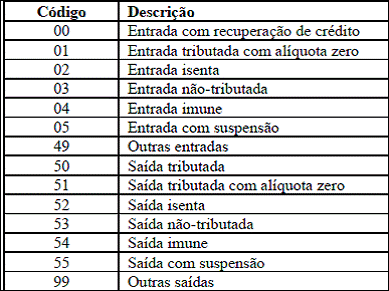 Código Descrição
00 Entrada com recuperação de crédito
01 Entrada tributada com alíquota zero
02 Entrada isenta
03 Entrada não-tributada
04 Entrada imune
05 Entrada com suspensão
49 Outras entradas
50 Saída tributada
51 Saída tributada com alíquota zero
52 Saída isenta
53 Saída não-tributada
54 Saída imune
55 Saída com suspensão
99 Outras saídas